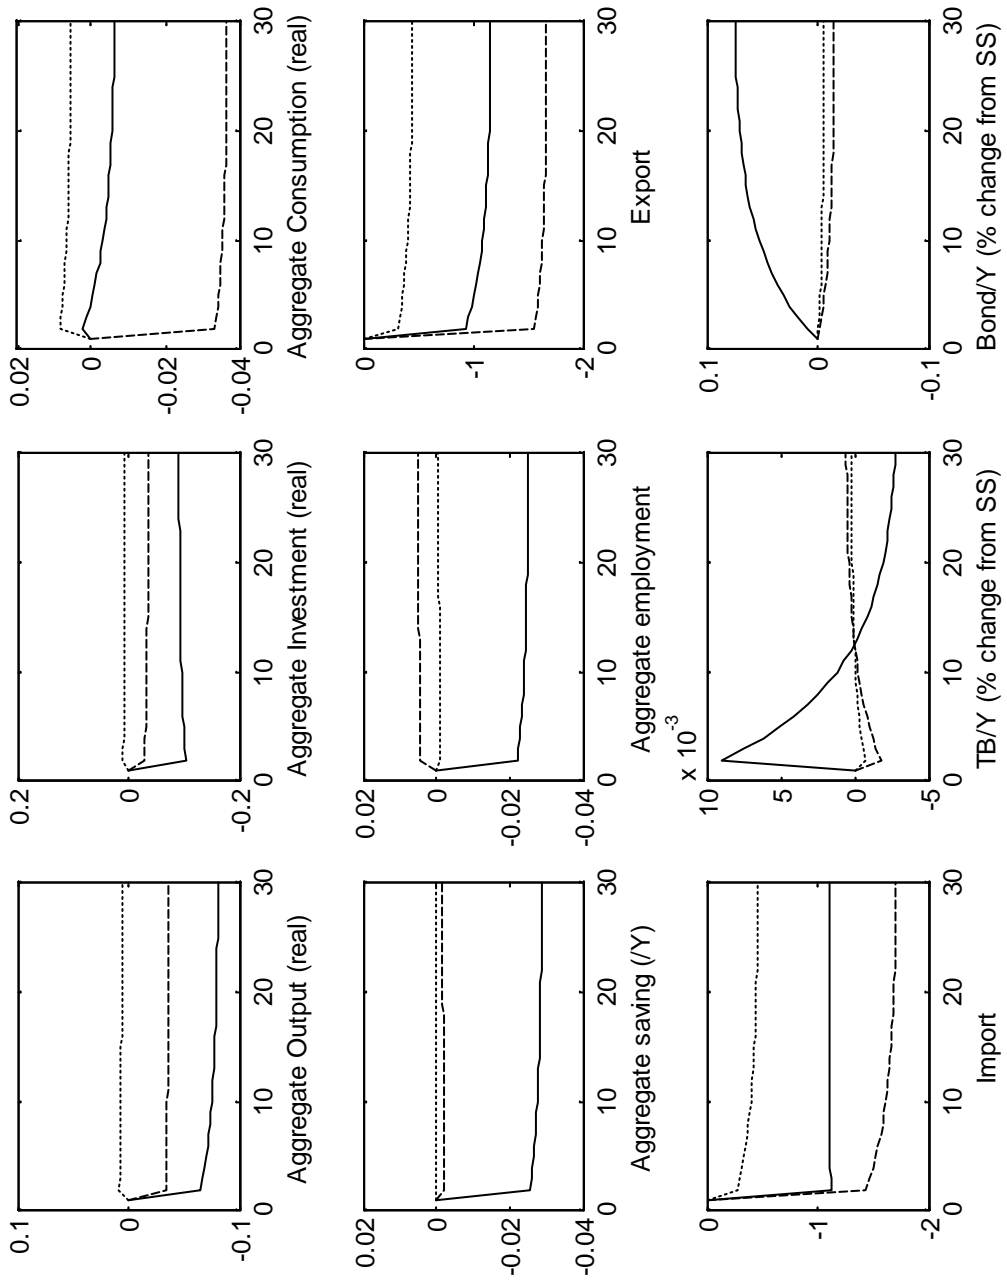 0.1
0
-0.1
0 10 20 30
Aggregate Output (real)
0.2
0
-0.2
0 10 20 30
Aggregate Investment (real)
0.02
0
-0.02
-0.04
0 10 20 30
Aggregate Consumption (real)
0.02
0
-0.02
-0.04
0 10 20 30
Aggregate saving (/Y)
0.02
0
-0.02
-0.04
0 10 20 30
Aggregate employment
0
-1
-2
0 10 20 30
Export
0
-1
-2
0 10 20 30
Import
x 10^-3
10
5
0
-5
0 10 20 30
TB/Y (% change from SS)
0.1
0
-0.1
0 10 20 30
Bond/Y (% change from SS)